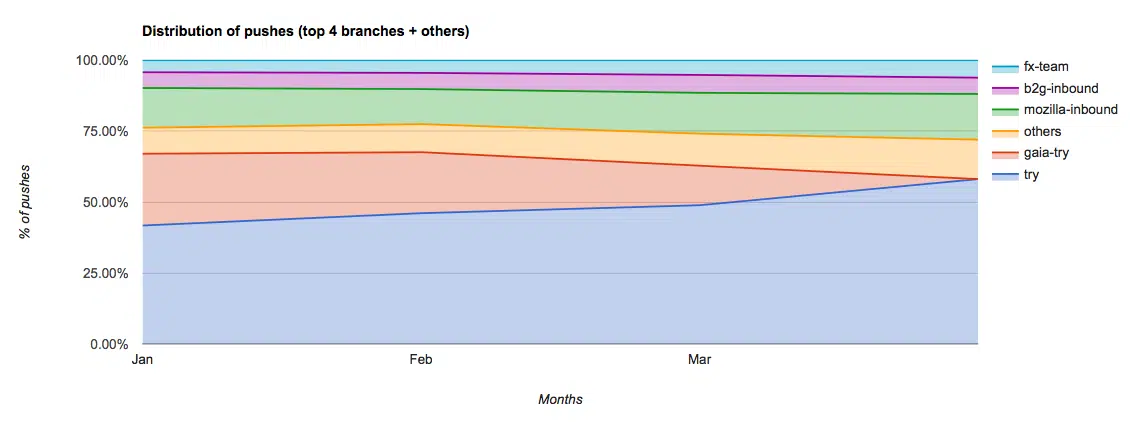 Distribution of pushes (top 4 branches + others)
100.00%
75.00%
50.00%
25.00%
0.00%
% of pushes
Jan
Feb
Mar
Months
fx-team
b2g-inbound
mozilla-inbound
others
gaia-try
try